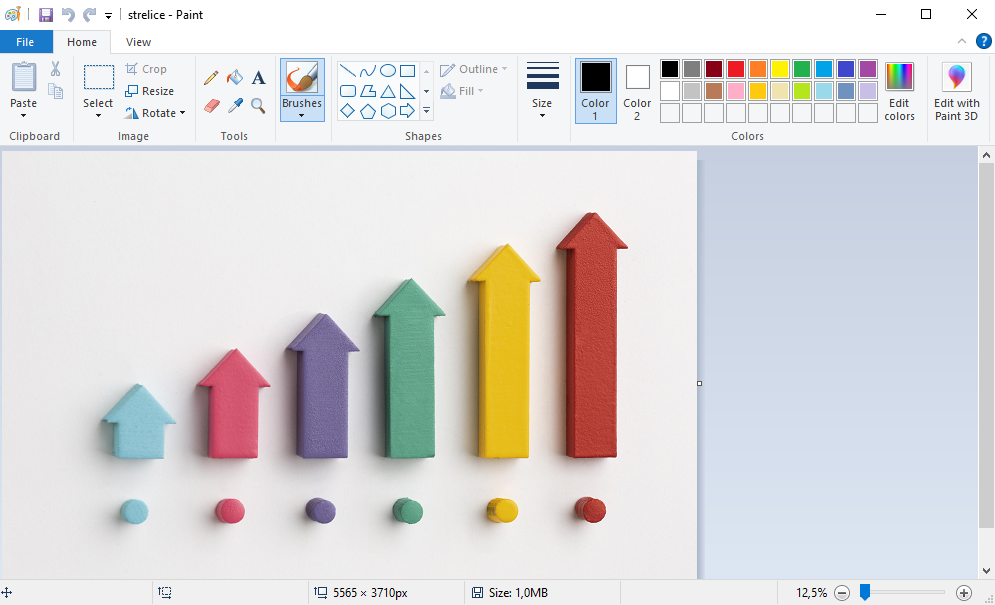 strelice - Paint
File
Home
View
Paste
Clipboard
Select
Crop
Resize
Rotate
Image
A
Tools
Brushes
Outline
Fill
Shapes
Size
Color
1
Color
2
Colors
Edit
colors
Edit with
Paint 3D
?
5565 × 3710px
Size: 1,0MB
12,5%